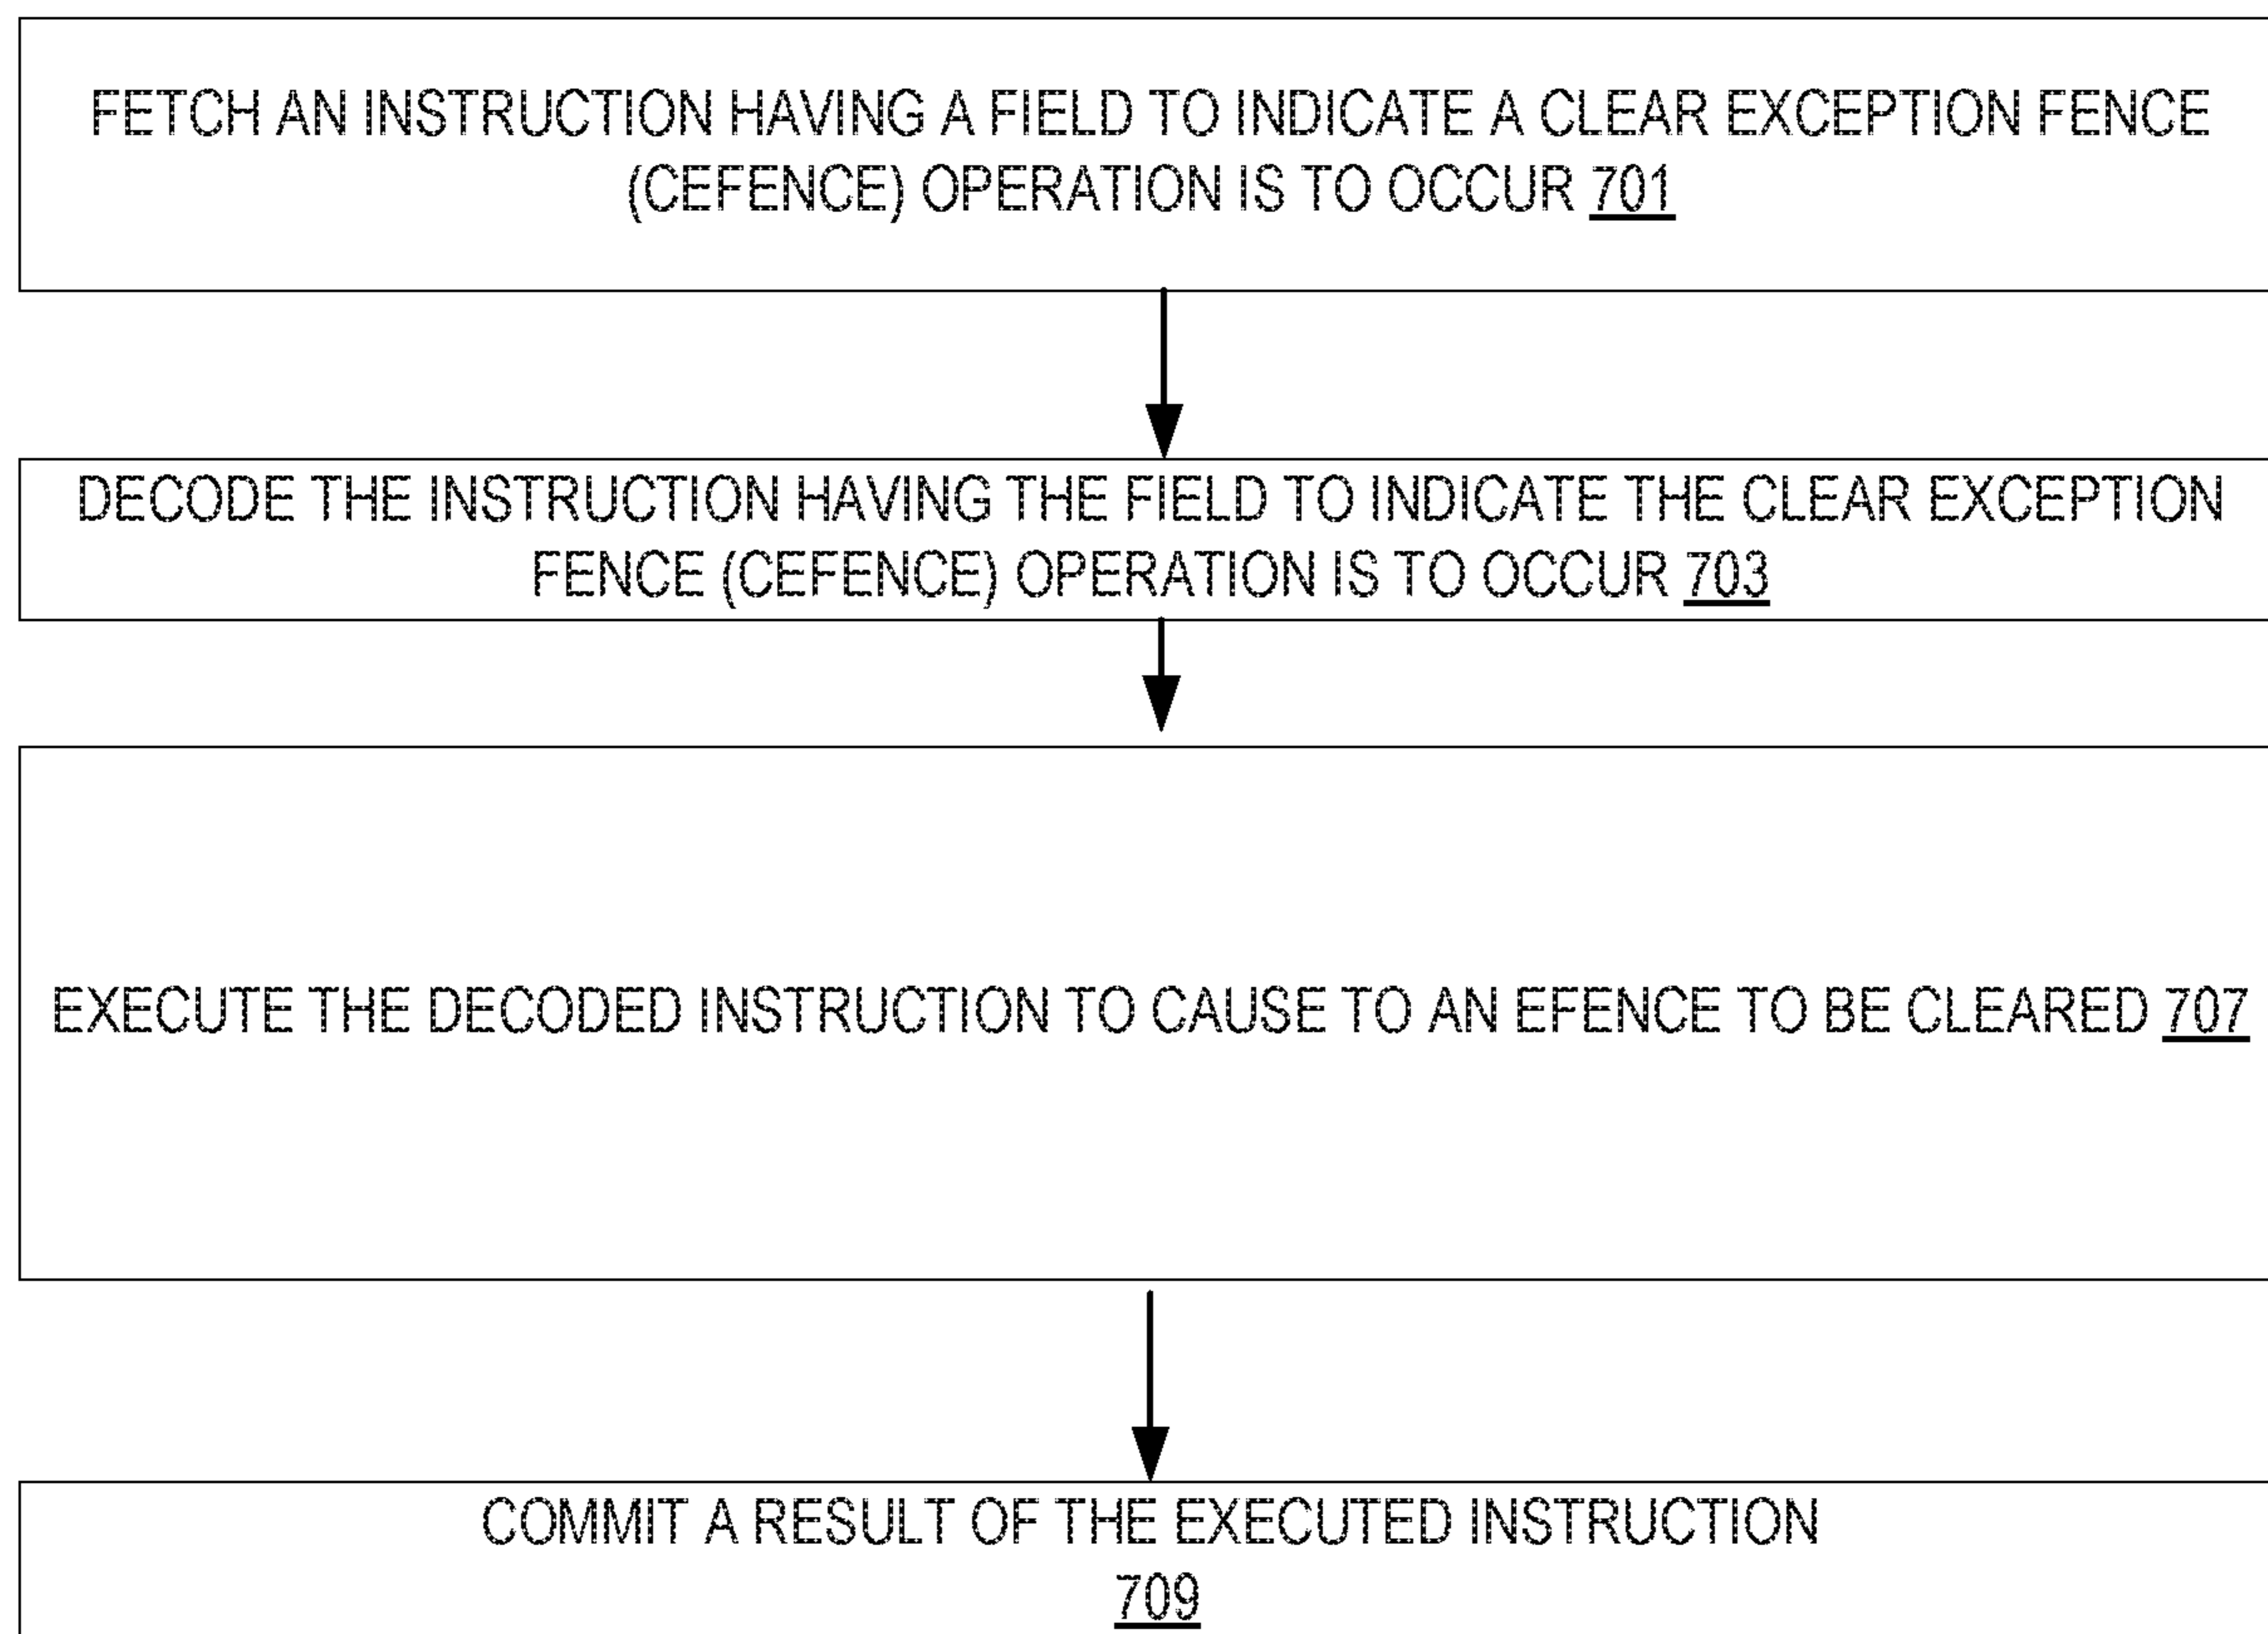 FETCH AN INSTRUCTION HAVING A FIELD TO INDICATE A CLEAR EXCEPTION FENCE
(CEFENCE) OPERATION IS TO OCCUR 701
DECODE THE INSTRUCTION HAVING THE FIELD TO INDICATE THE CLEAR EXCEPTION
FENCE (CEFENCE) OPERATION IS TO OCCUR 703
EXECUTE THE DECODED INSTRUCTION TO CAUSE TO AN EFENCE TO BE CLEARED 707
COMMIT A RESULT OF THE EXECUTED INSTRUCTION
709